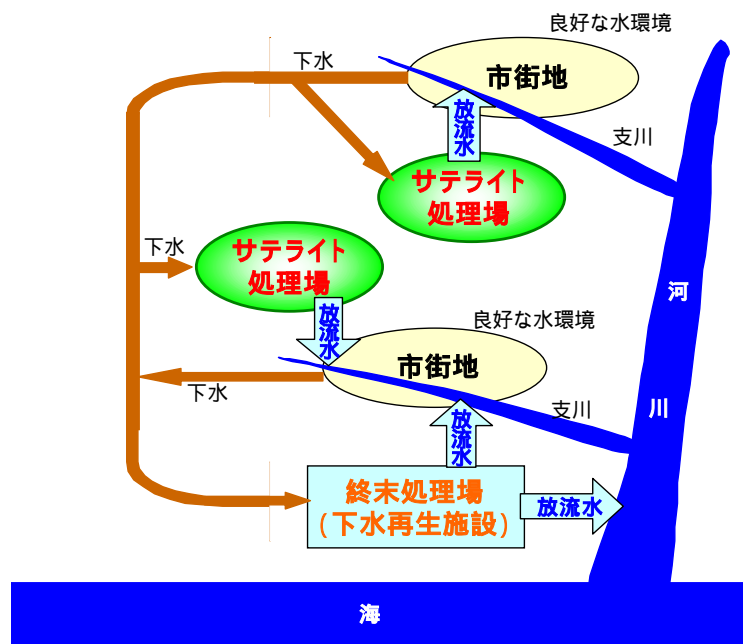 良好な水環境
下水
市街地
放流水
支川
サテライト
処理場
下水
サテライト
処理場
河
放流水
良好な水環境
市街地
下水
支川
川
放流水
終末処理場
(下水再生施設)
放流水
海